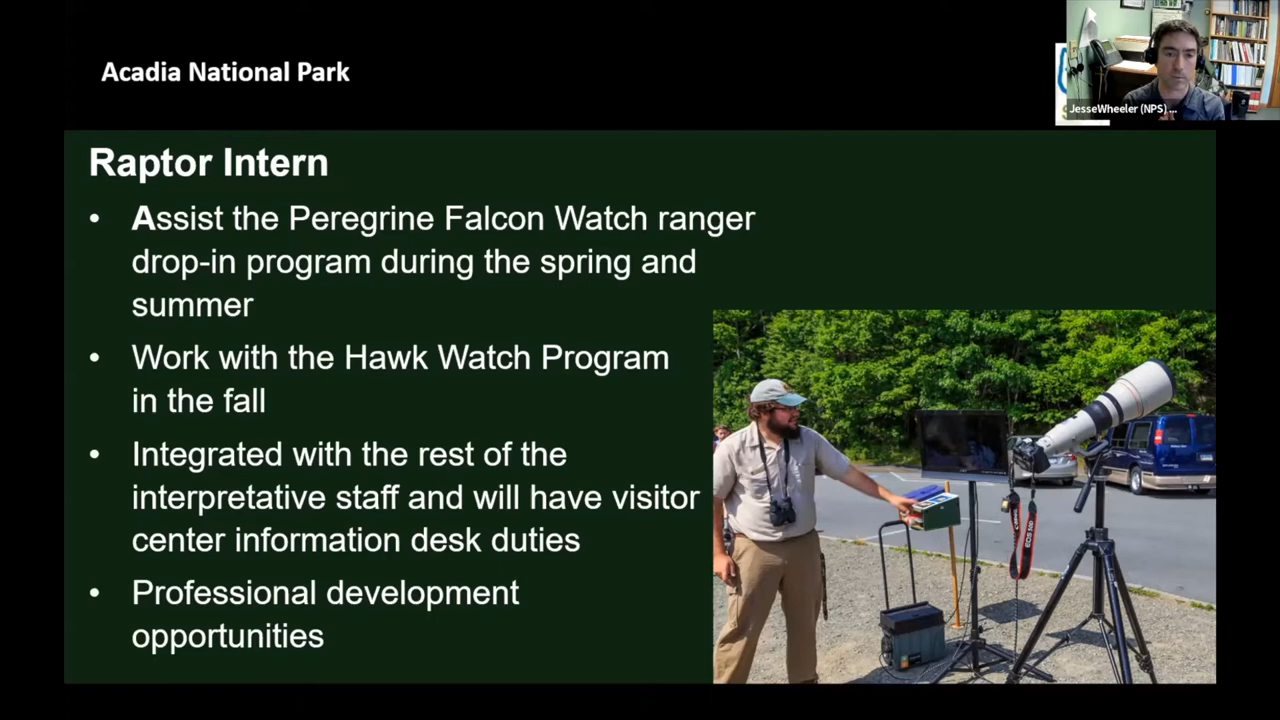 Acadia National Park
JesseWheeler (NPS) ...
Raptor Intern
• Assist the Peregrine Falcon Watch ranger
drop-in program during the spring and
summer
• Work with the Hawk Watch Program
in the fall
• Integrated with the rest of the
interpretative staff and will have visitor
center information desk duties
• Professional development
opportunities
Canon
EOS 50D